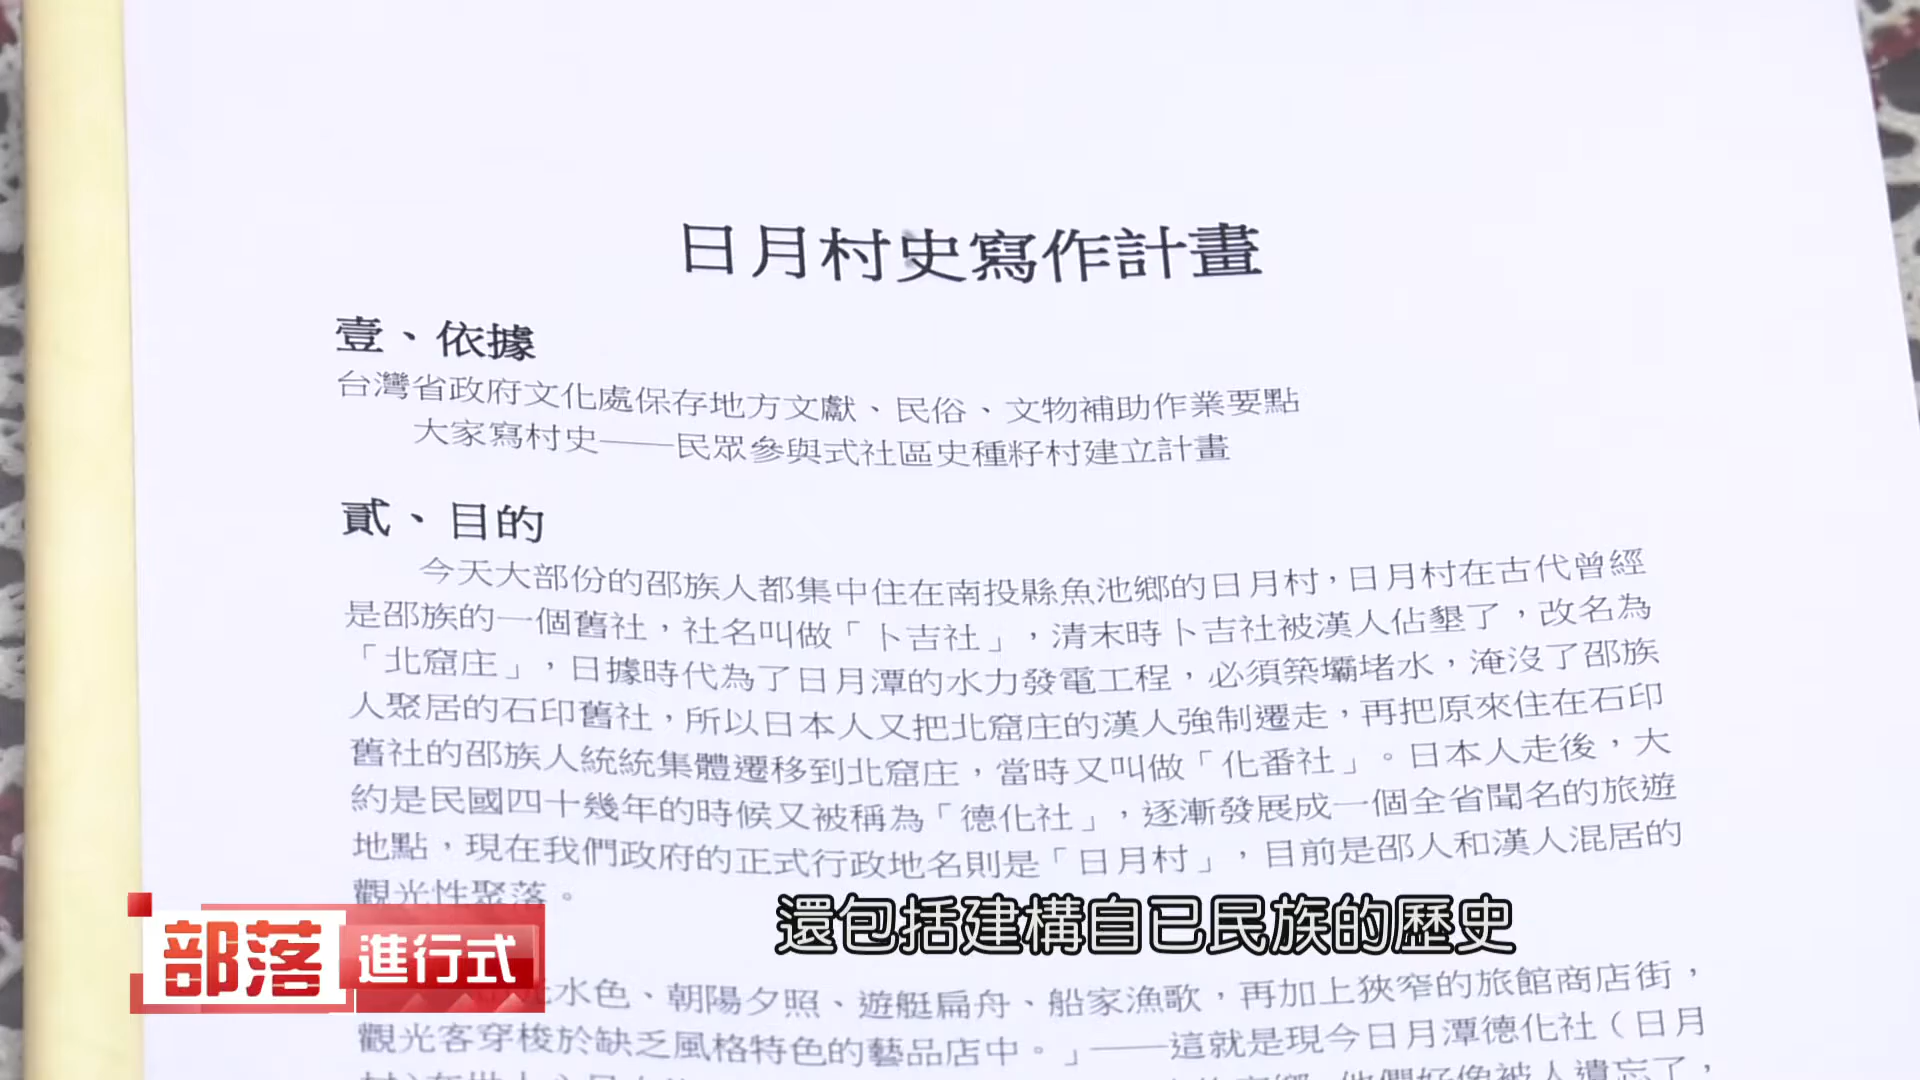 日月村史寫作計畫
壹、依據
台灣省政府文化處保存地方文獻、民俗、文物補助作業要點
大家寫村史——民眾參與式社區史種籽村建立計畫
貳、目的
今天大部份的邵族人都集中住在南投縣魚池鄉的日月村,日月村在古代曾經
是邵族的一個舊社,社名叫做「卜吉社」,清末時卜吉社被漢人佔墾了,改名為
「北窟庄」,日據時代為了日月潭的水力發電工程,必須築壩堵水,淹沒了邵族
人聚居的石印舊社,所以日本人又把北窟庄的漢人強制遷走,再把原來住在石印
舊社的邵族人統統集體遷移到北窟庄,當時又叫做「化番社」。日本人走後,大
約是民國四十幾年的時候又被稱為「德化社」,逐漸發展成一個全省聞名的旅遊
地點,現在我們政府的正式行政地名則是「日月村」,目前是邵人和漢人混居的
觀光性聚落。
還包括建構自己民族的歷史
部落 進行式
水色、朝陽夕照、遊艇扁舟、船家漁歌,再加上狹窄的旅館商店街,
觀光客穿梭於缺乏風格特色的藝品店中。」——這就是現今日月潭德化社(日月
他們好像被人遺忘了,